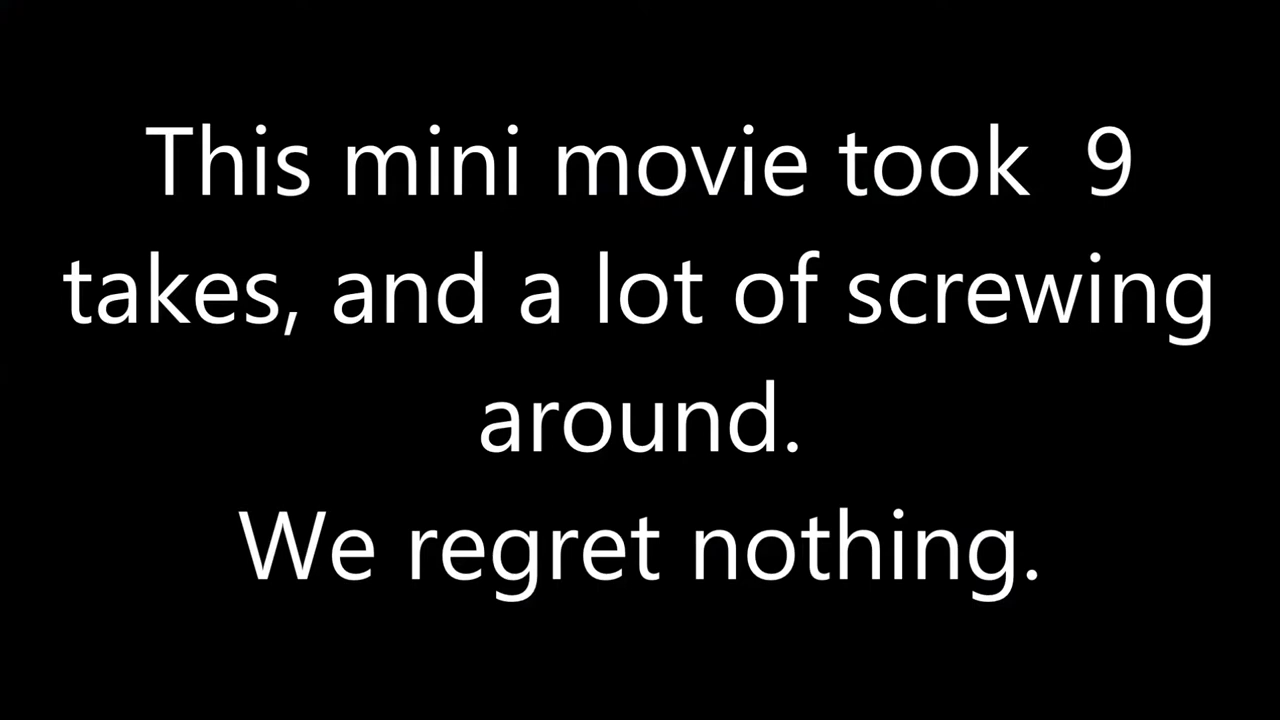 This mini movie took  9
takes, and a lot of screwing
around.
We regret nothing.